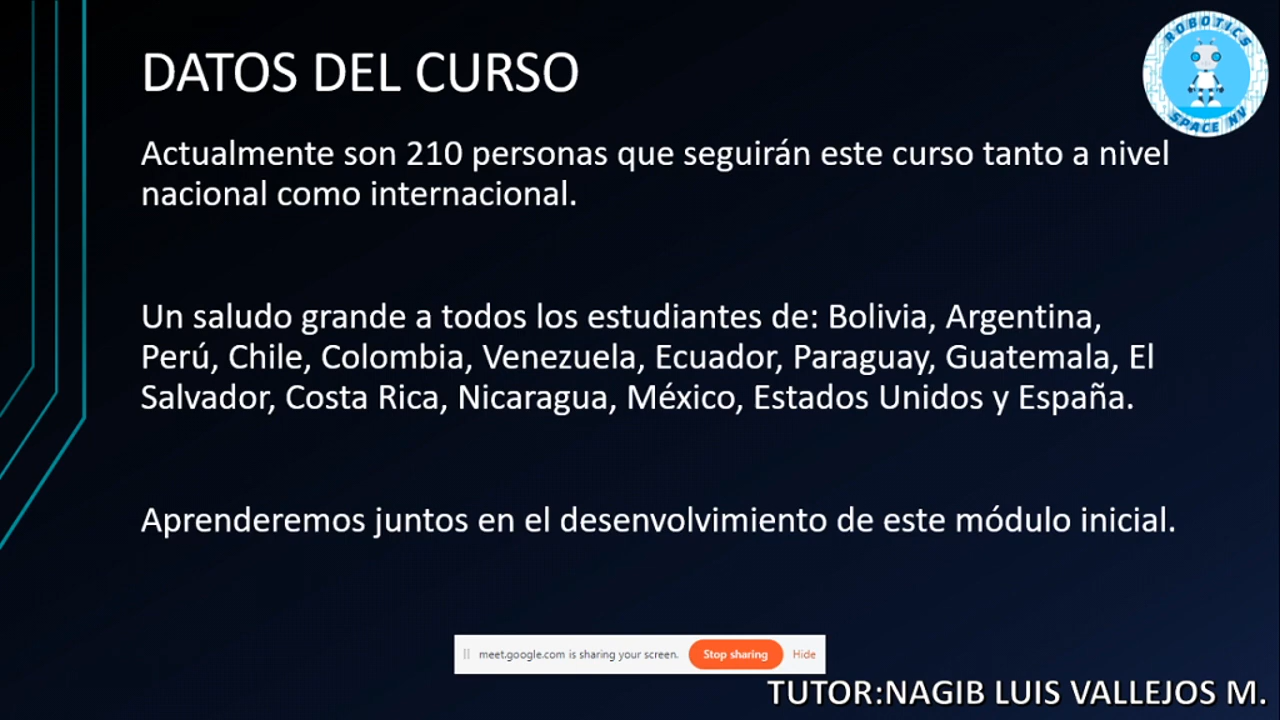 DATOS DEL CURSO
ROBOTICS
SPACE NV
Actualmente son 210 personas que seguirán este curso tanto a nivel
nacional como internacional.
Un saludo grande a todos los estudiantes de: Bolivia, Argentina,
Perú, Chile, Colombia, Venezuela, Ecuador, Paraguay, Guatemala, El
Salvador, Costa Rica, Nicaragua, México, Estados Unidos y España.
Aprenderemos juntos en el desenvolvimiento de este módulo inicial.
meet.google.com is sharing your screen. Stop sharing Hide
TUTOR:NAGIB LUIS VALLEJOS M.